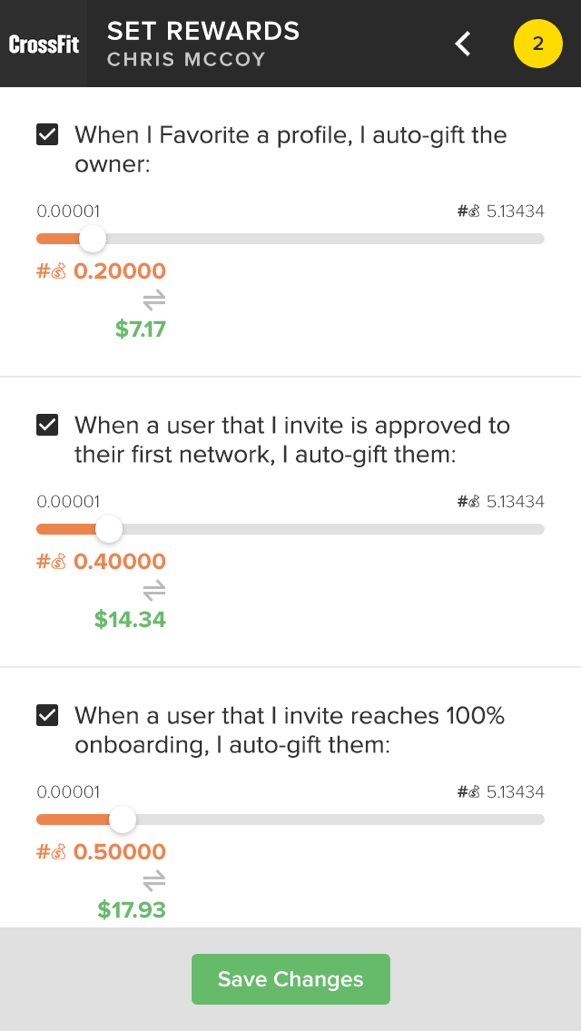 CrossFit
SET REWARDS
CHRIS MCCOY
2
When I Favorite a profile, I auto-gift the
owner:
0.00001 #💰 5.13434
#💰 0.20000
⇌
$7.17
When a user that I invite is approved to
their first network, I auto-gift them:
0.00001 #💰 5.13434
#💰 0.40000
⇌
$14.34
When a user that I invite reaches 100%
onboarding, I auto-gift them:
0.00001 #💰 5.13434
#💰 0.50000
⇌
$17.93
Save Changes